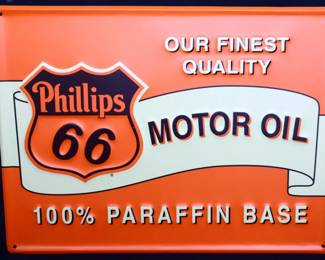 OUR FINEST
QUALITY
Phillips
66
MOTOR OIL
100% PARAFFIN BASE